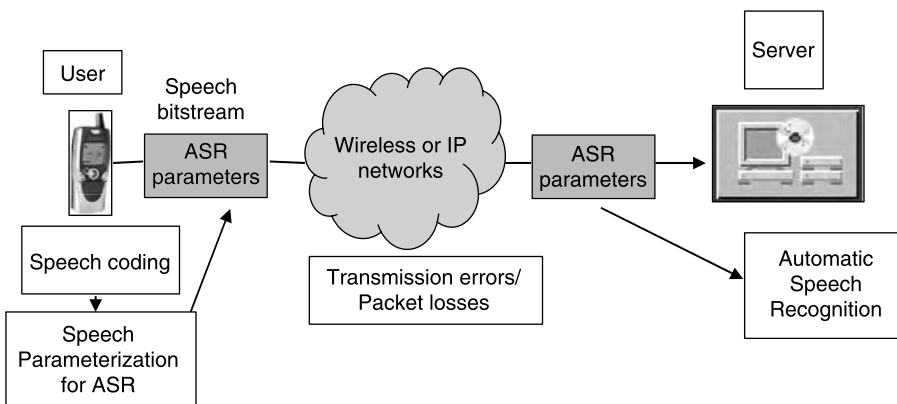 User
Speech
bitstream
ASR
parameters
Wireless or IP
networks
ASR
parameters
Server
Speech coding
Speech
Parameterization
for ASR
Transmission errors/
Packet losses
Automatic
Speech
Recognition